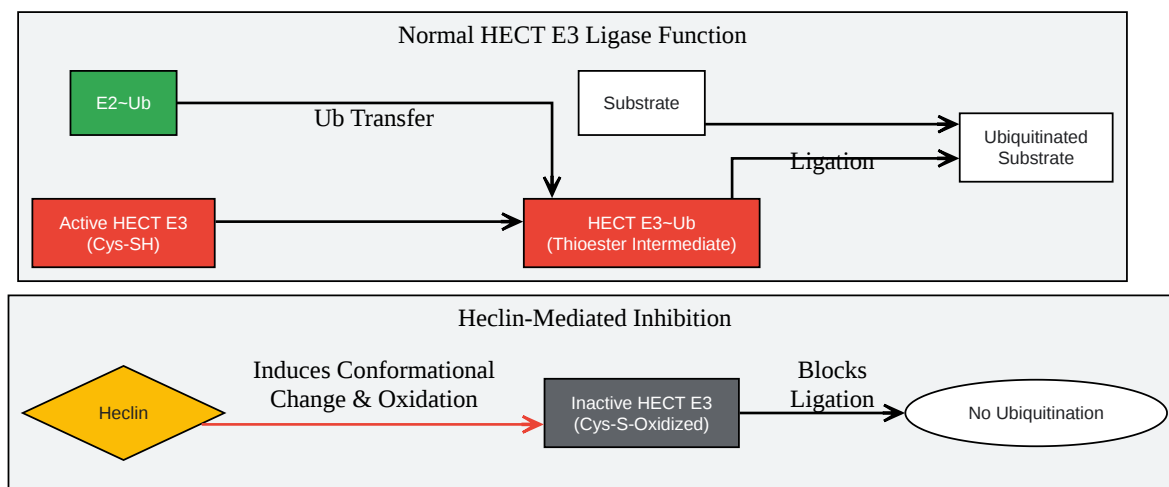 Normal HECT E3 Ligase Function
E2~Ub
Substrate
Ub Transfer
Ubiquitinated
Substrate
Ligation
Active HECT E3
(Cys-SH)
HECT E3~Ub
(Thioester Intermediate)
Heclin-Mediated Inhibition
Induces Conformational
Change & Oxidation
Blocks
Ligation
Heclin
Inactive HECT E3
(Cys-S-Oxidized)
No Ubiquitination